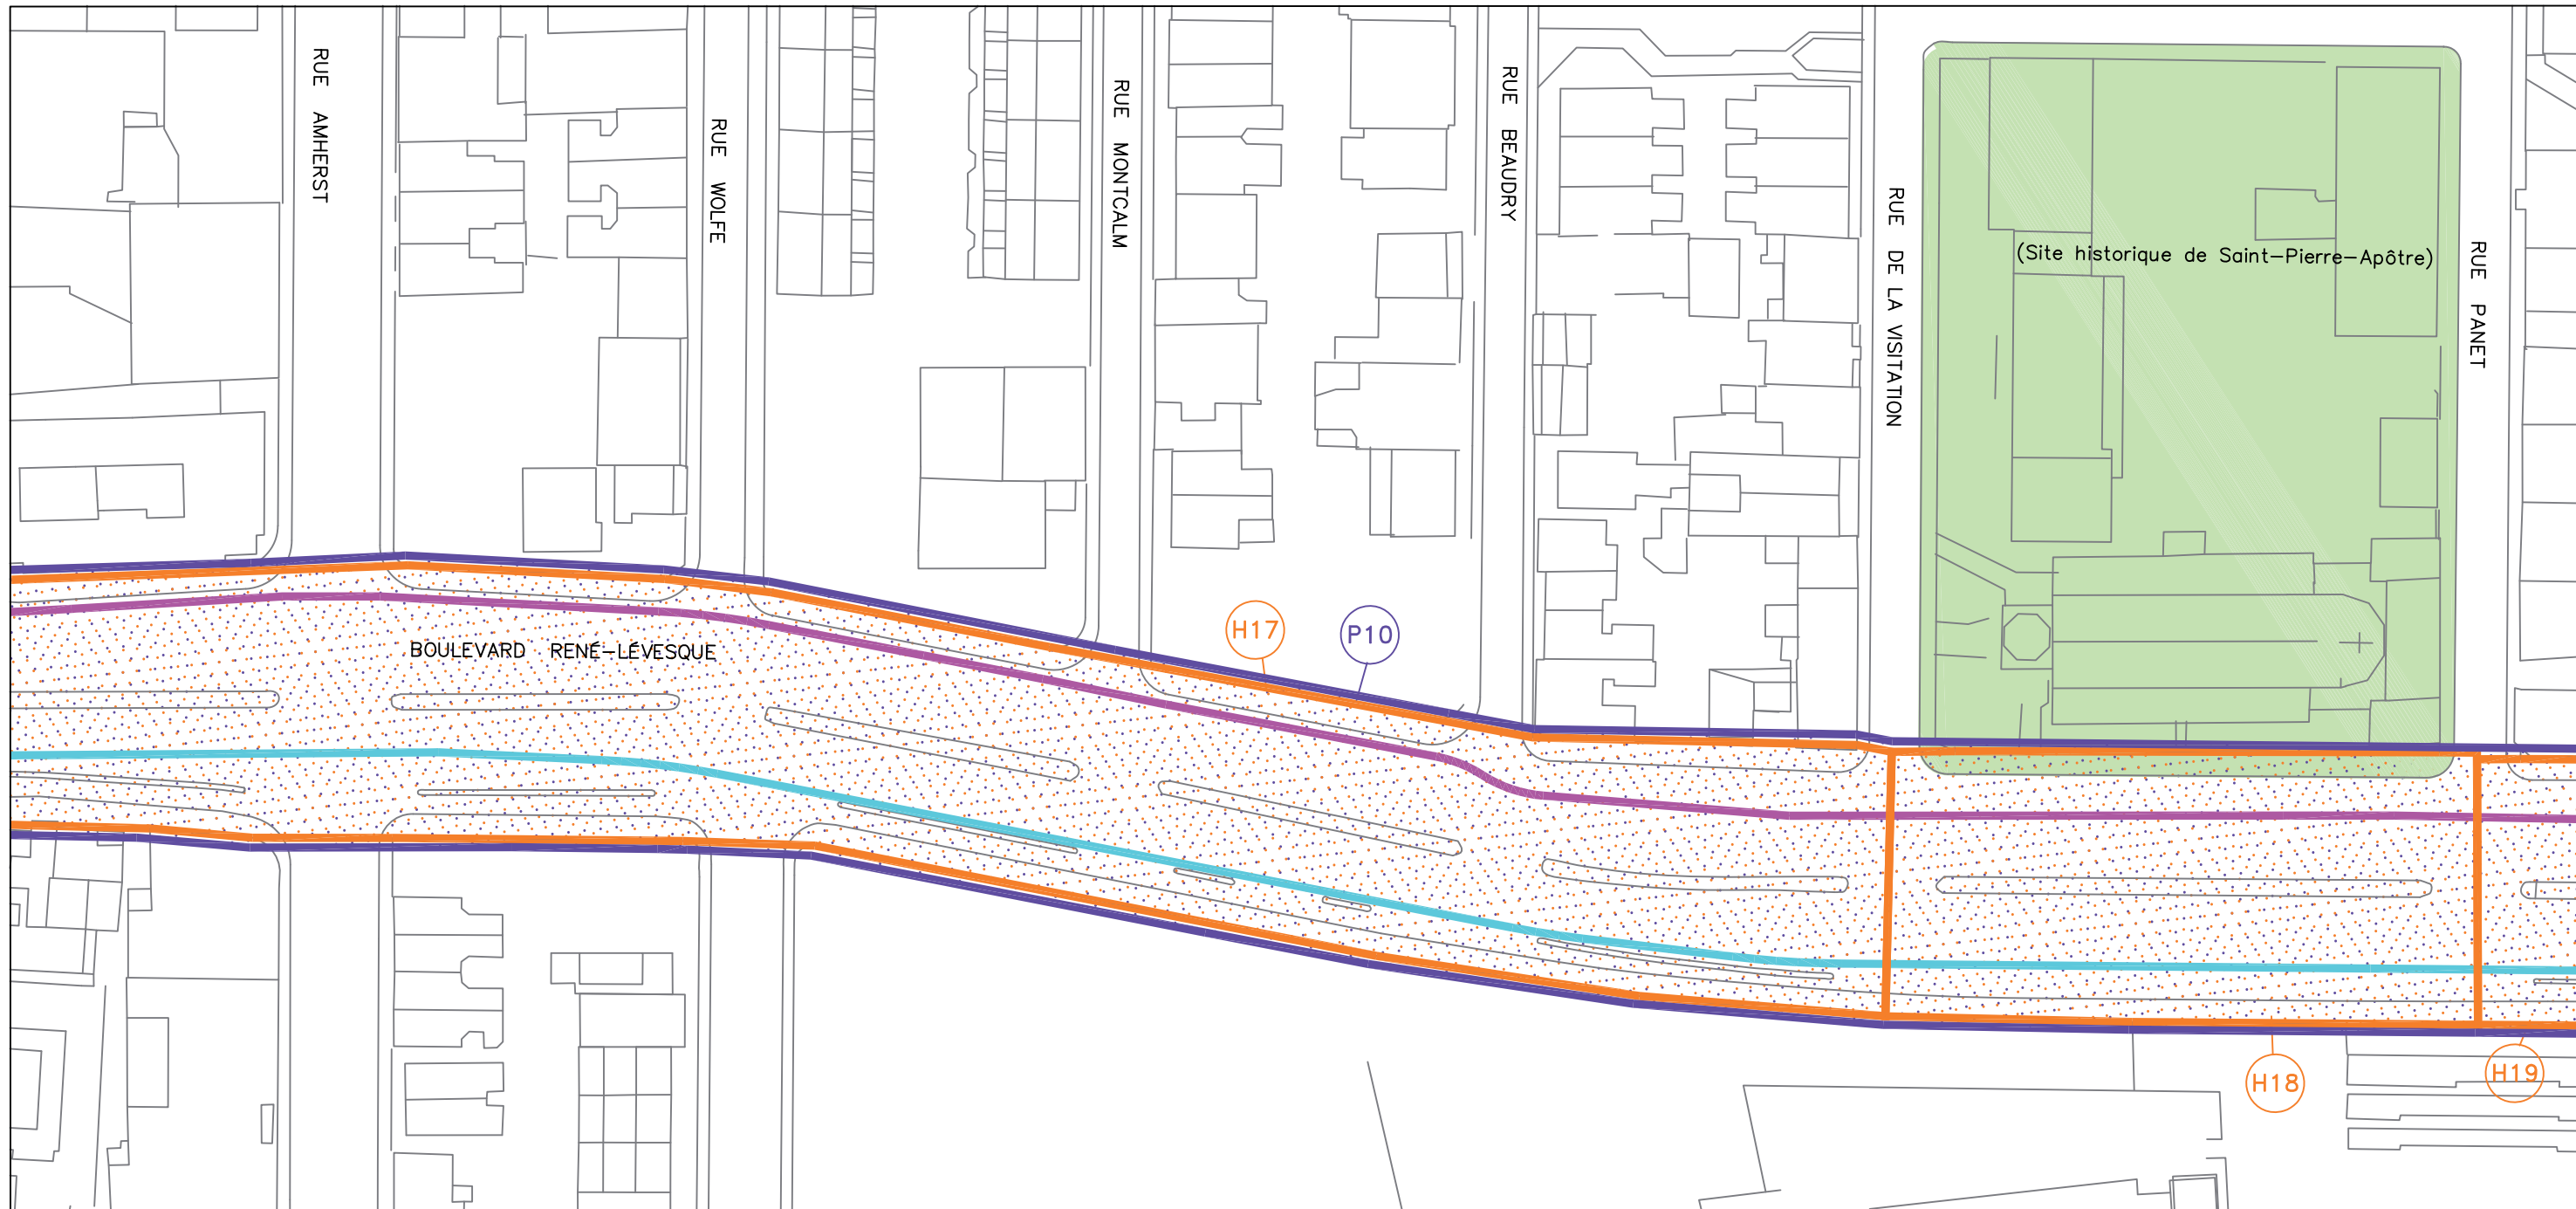 RUE AMHERST
RUE WOLFE
RUE MONTCALM
RUE BEAUDRY
RUE DE LA VISITATION
(Site historique de Saint-Pierre-Apôtre)
RUE PANET
BOULEVARD RENÉ-LÉVESQUE
H17
P10
H18
H19